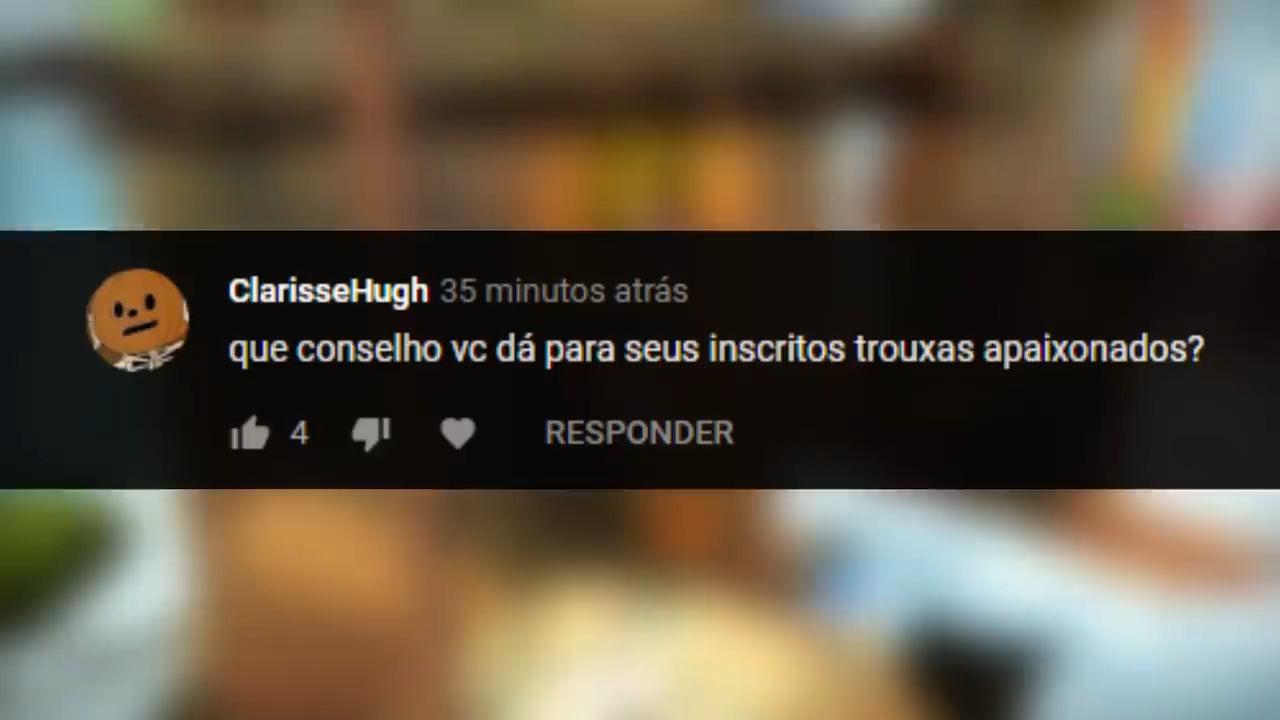 ClarisseHugh 35 minutos atrás
que conselho vc dá para seus inscritos trouxas apaixonados?
4 RESPONDER